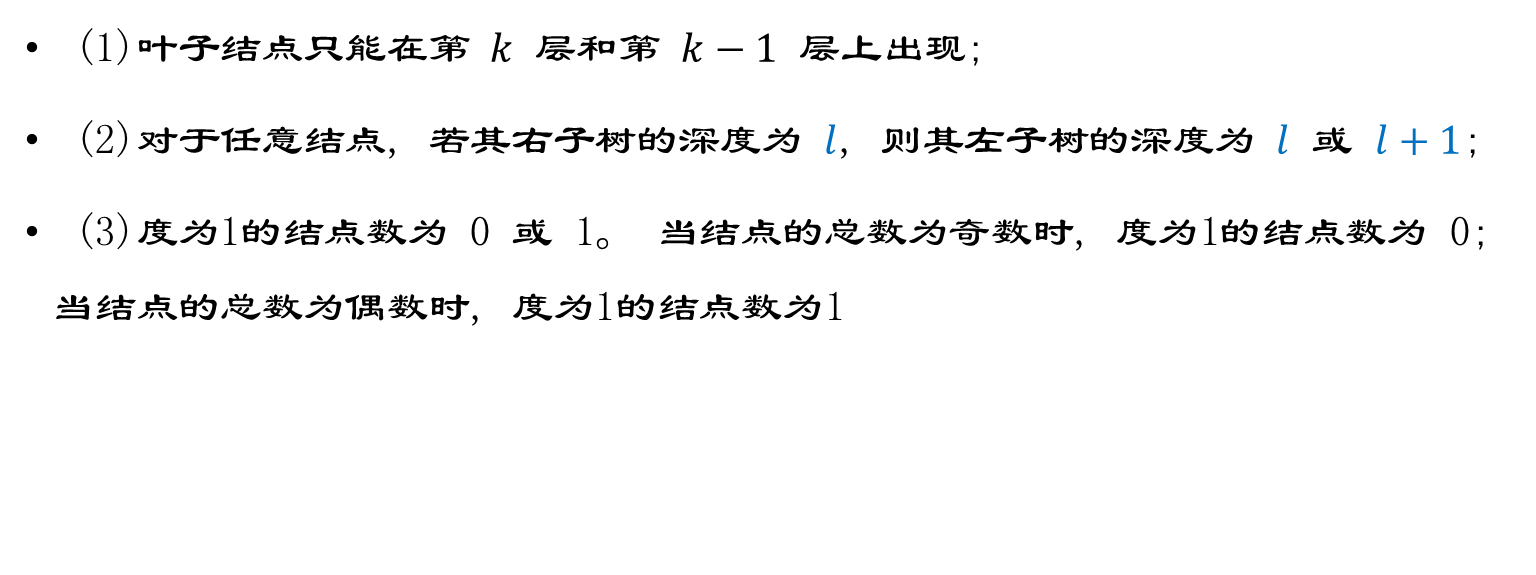 • (1)叶子结点只能在第 k 层和第 k − 1 层上出现;
• (2)对于任意结点, 若其右子树的深度为 l, 则其左子树的深度为 l 或 l + 1;
• (3)度为1的结点数为 0 或 1。 当结点的总数为奇数时, 度为1的结点数为 0;
当结点的总数为偶数时, 度为1的结点数为1